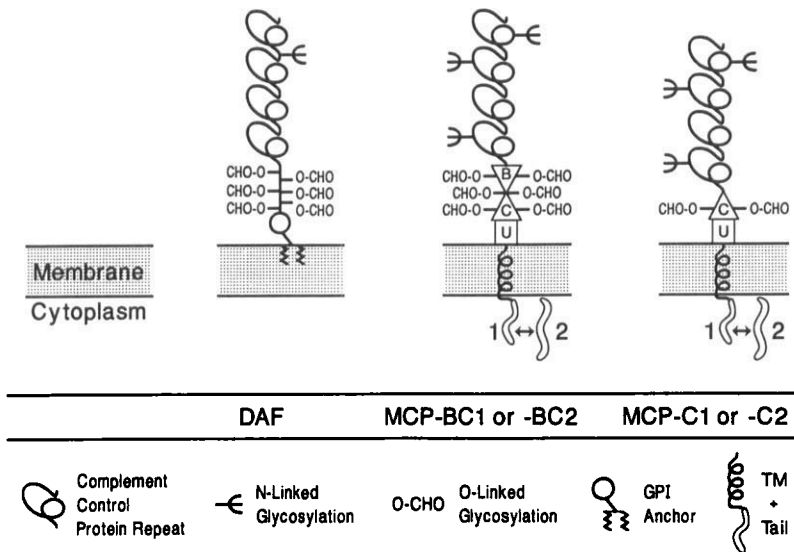 CHO-O O-CHO
CHO-O O-CHO
CHO-O O-CHO
B
CHO-O O-CHO
CHO-O O-CHO
CHO-O O-CHO
C
U
CHO-O C O-CHO
U
Membrane
Cytoplasm
1 2
1 2
DAF MCP-BC1 or -BC2 MCP-C1 or -C2
Complement
Control
Protein Repeat
N-Linked
Glycosylation
O-CHO
O-Linked
Glycosylation
GPI
Anchor
TM
+
Tail